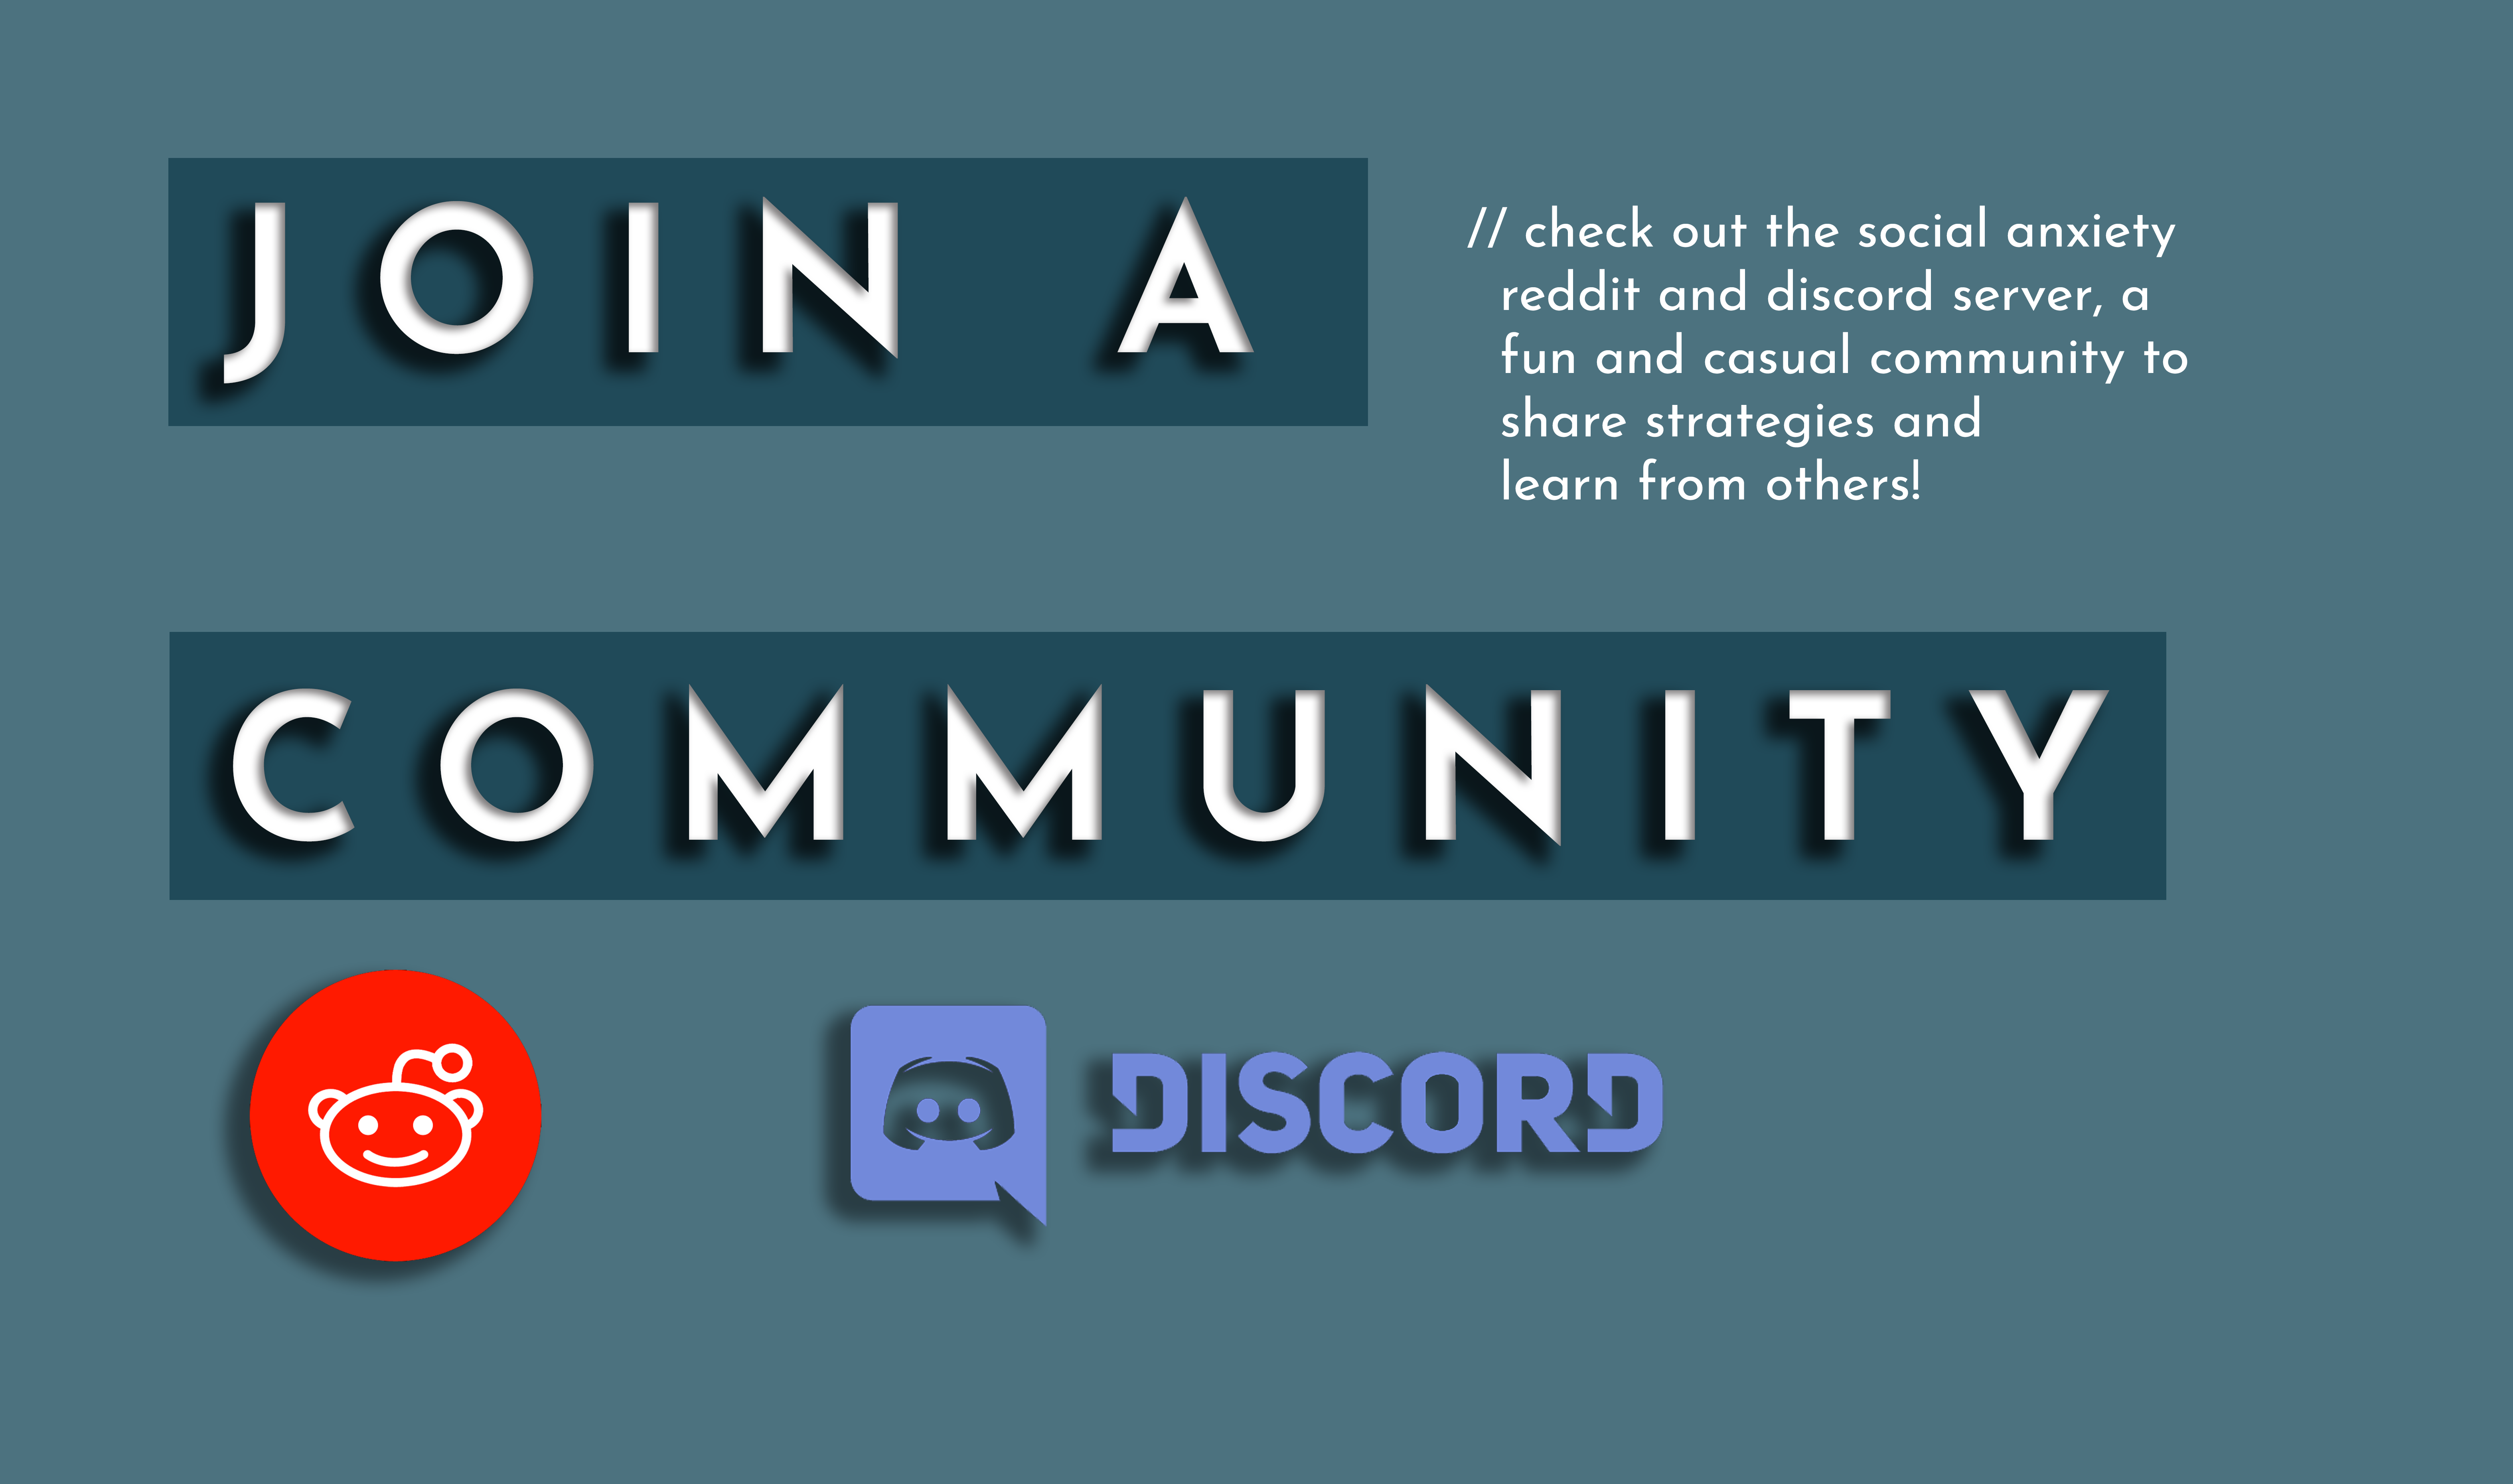 JOIN A
// check out the social anxiety
reddit and discord server, a
fun and casual community to
share strategies and
learn from others!
COMMUNITY
DISCORD